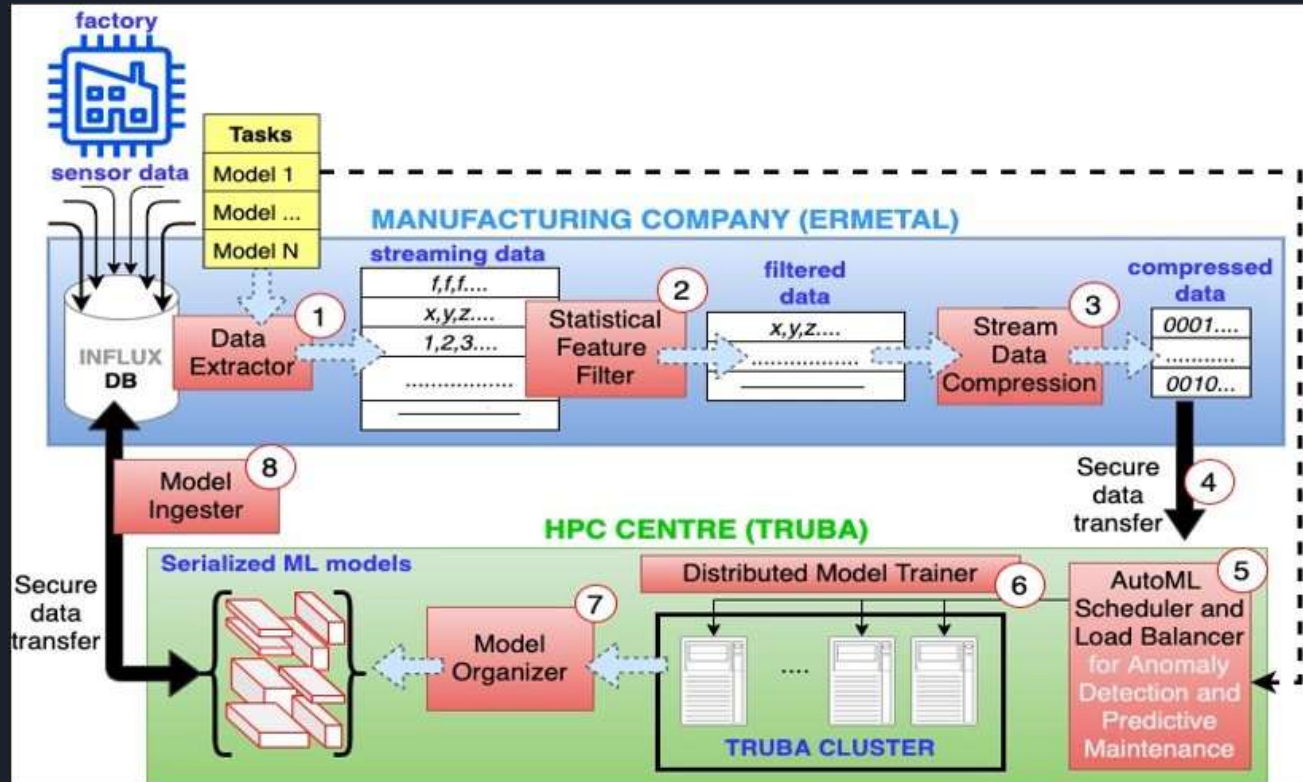 factory
sensor data
Tasks
Model 1
Model ...
Model N
MANUFACTURING COMPANY (ERMETAL)
INFLUX
DB
1
Data
Extractor
streaming data
f,f,f....
x,y,z....
1,2,3....
..................
2
Statistical
Feature
Filter
filtered
data
x,y,z....
..................
3
Stream
Data
Compression
compressed
data
0001....
...........
0010...
Secure
data
transfer
4
8
Model
Ingester
Secure
data
transfer
HPC CENTRE (TRUBA)
Serialized ML models
7
Model
Organizer
Distributed Model Trainer
6
....
TRUBA CLUSTER
5
AutoML
Scheduler and
Load Balancer
for Anomaly
Detection and
Predictive
Maintenance